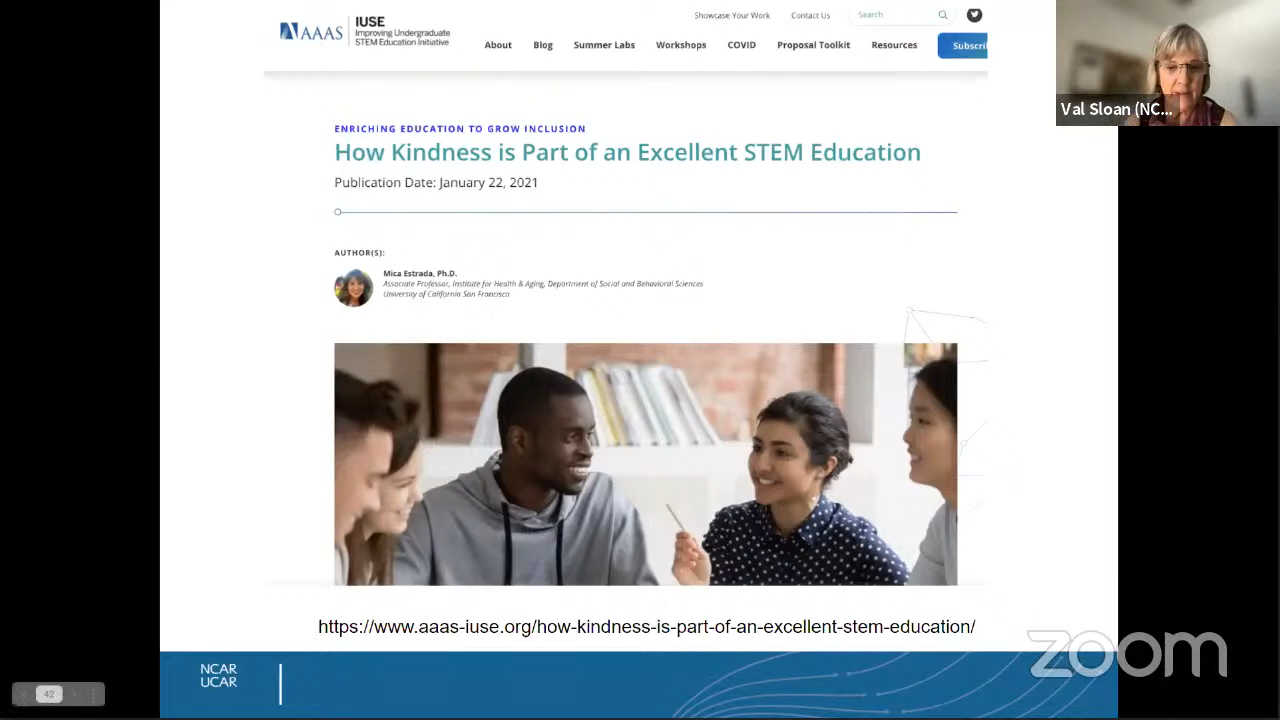 AAAS
IUSE
Improving Undergraduate
STEM Education Initiative
Showcase Your Work
Contact Us
Search
About
Blog
Summer Labs
Workshops
COVID
Proposal Toolkit
Resources
Subscri
Val Sloan (NC...
ENRICHING EDUCATION TO GROW INCLUSION
How Kindness is Part of an Excellent STEM Education
Publication Date: January 22, 2021
AUTHOR(S):
Mica Estrada, Ph.D.
Associate Professor, Institute for Health & Aging, Department of Social and Behavioral Sciences
University of California San Francisco
https://www.aaas-iuse.org/how-kindness-is-part-of-an-excellent-stem-education/
zoom
NCAR
UCAR
42